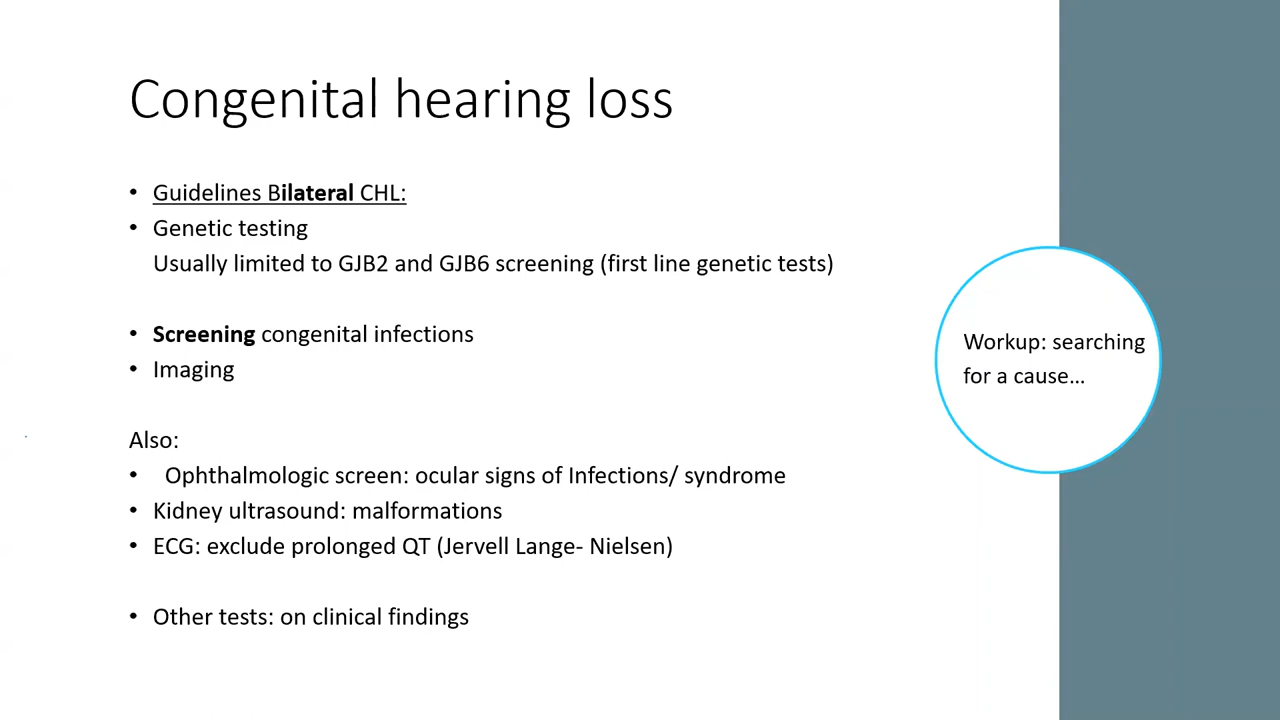 Congenital hearing loss
• Guidelines Bilateral CHL:
• Genetic testing
Usually limited to GJB2 and GJB6 screening (first line genetic tests)
• Screening congenital infections
• Imaging
Also:
• Ophthalmologic screen: ocular signs of Infections/ syndrome
• Kidney ultrasound: malformations
• ECG: exclude prolonged QT (Jervell Lange- Nielsen)
• Other tests: on clinical findings
Workup: searching
for a cause...